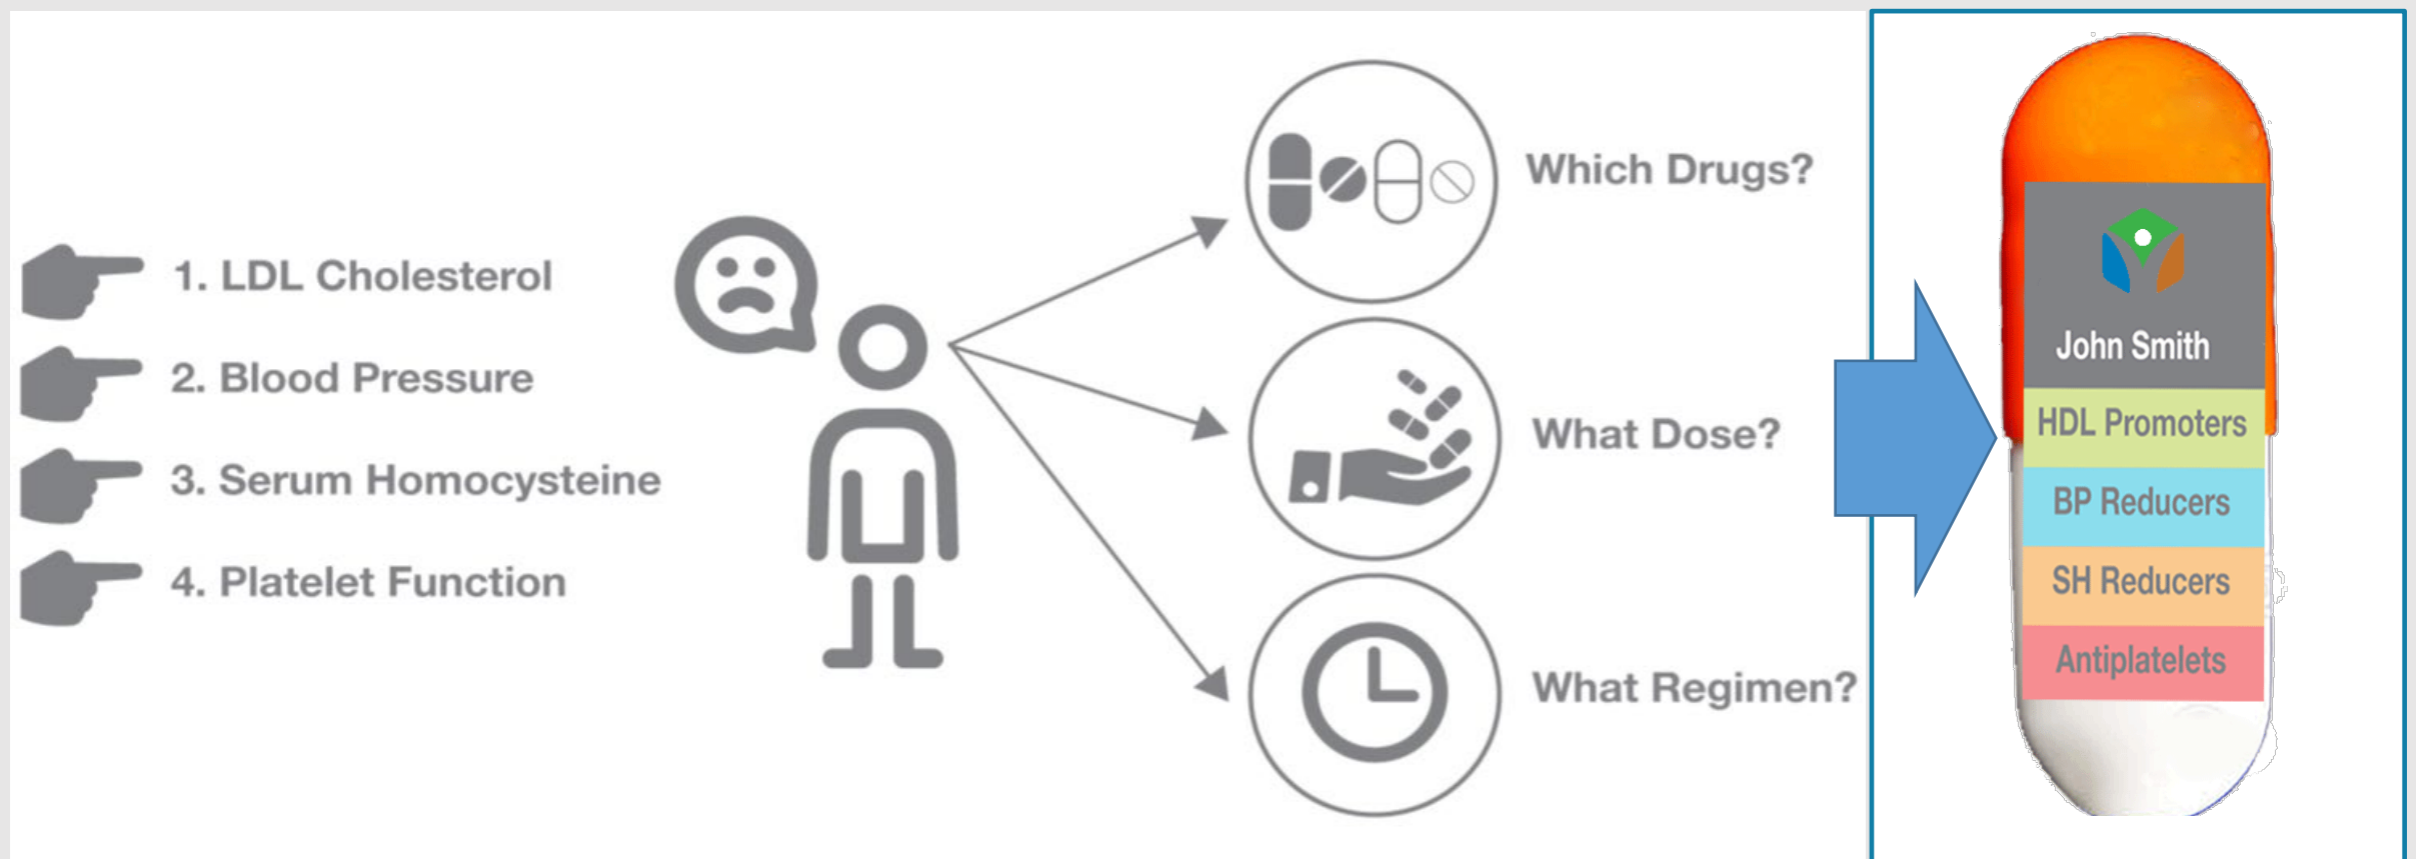 1. LDL Cholesterol
2. Blood Pressure
3. Serum Homocysteine
4. Platelet Function
Which Drugs?
What Dose?
What Regimen?
John Smith
HDL Promoters
BP Reducers
SH Reducers
Antiplatelets